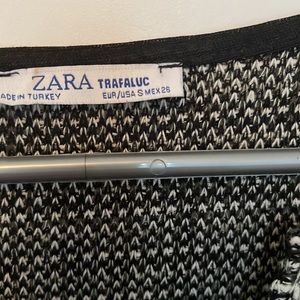 ZARA TRAFALUC
MADE IN TURKEY EUR/USA S MEX 26